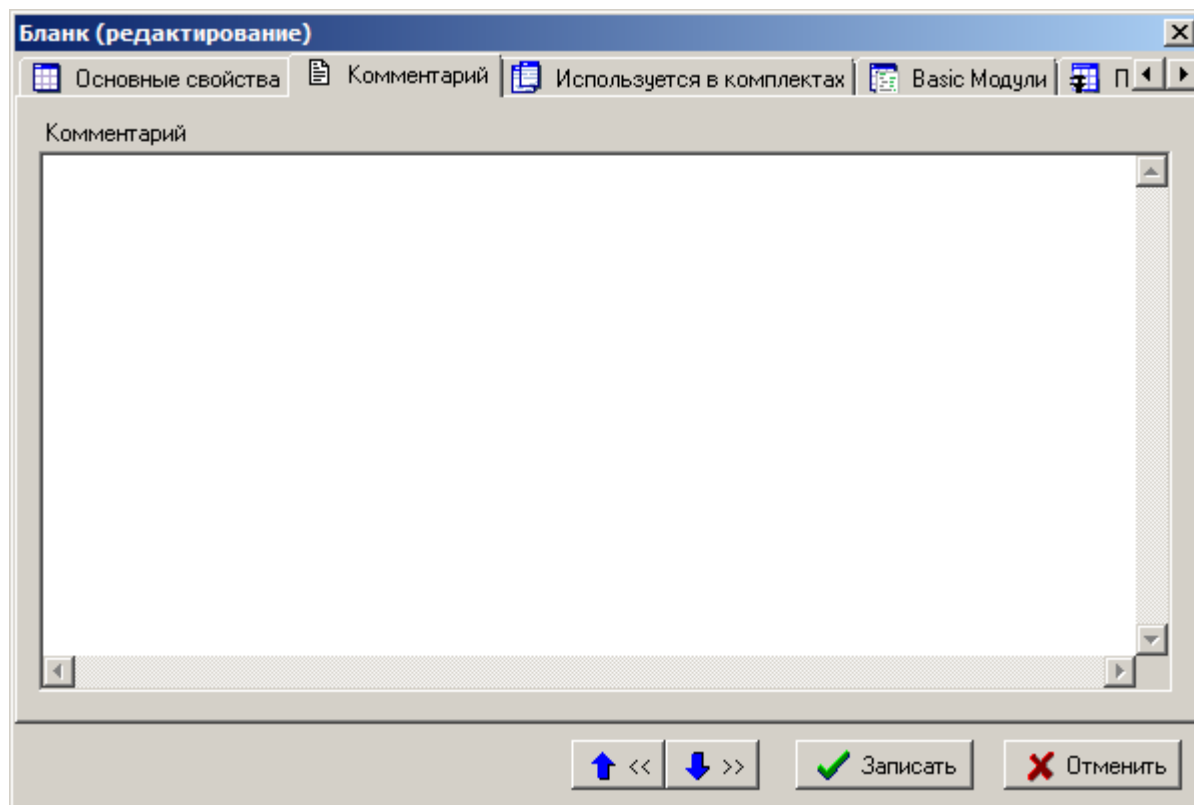 Бланк (редактирование)
Основные свойства Комментарий Используется в комплектах Basic Модули П
Комментарий
<< >> Записать Отменить